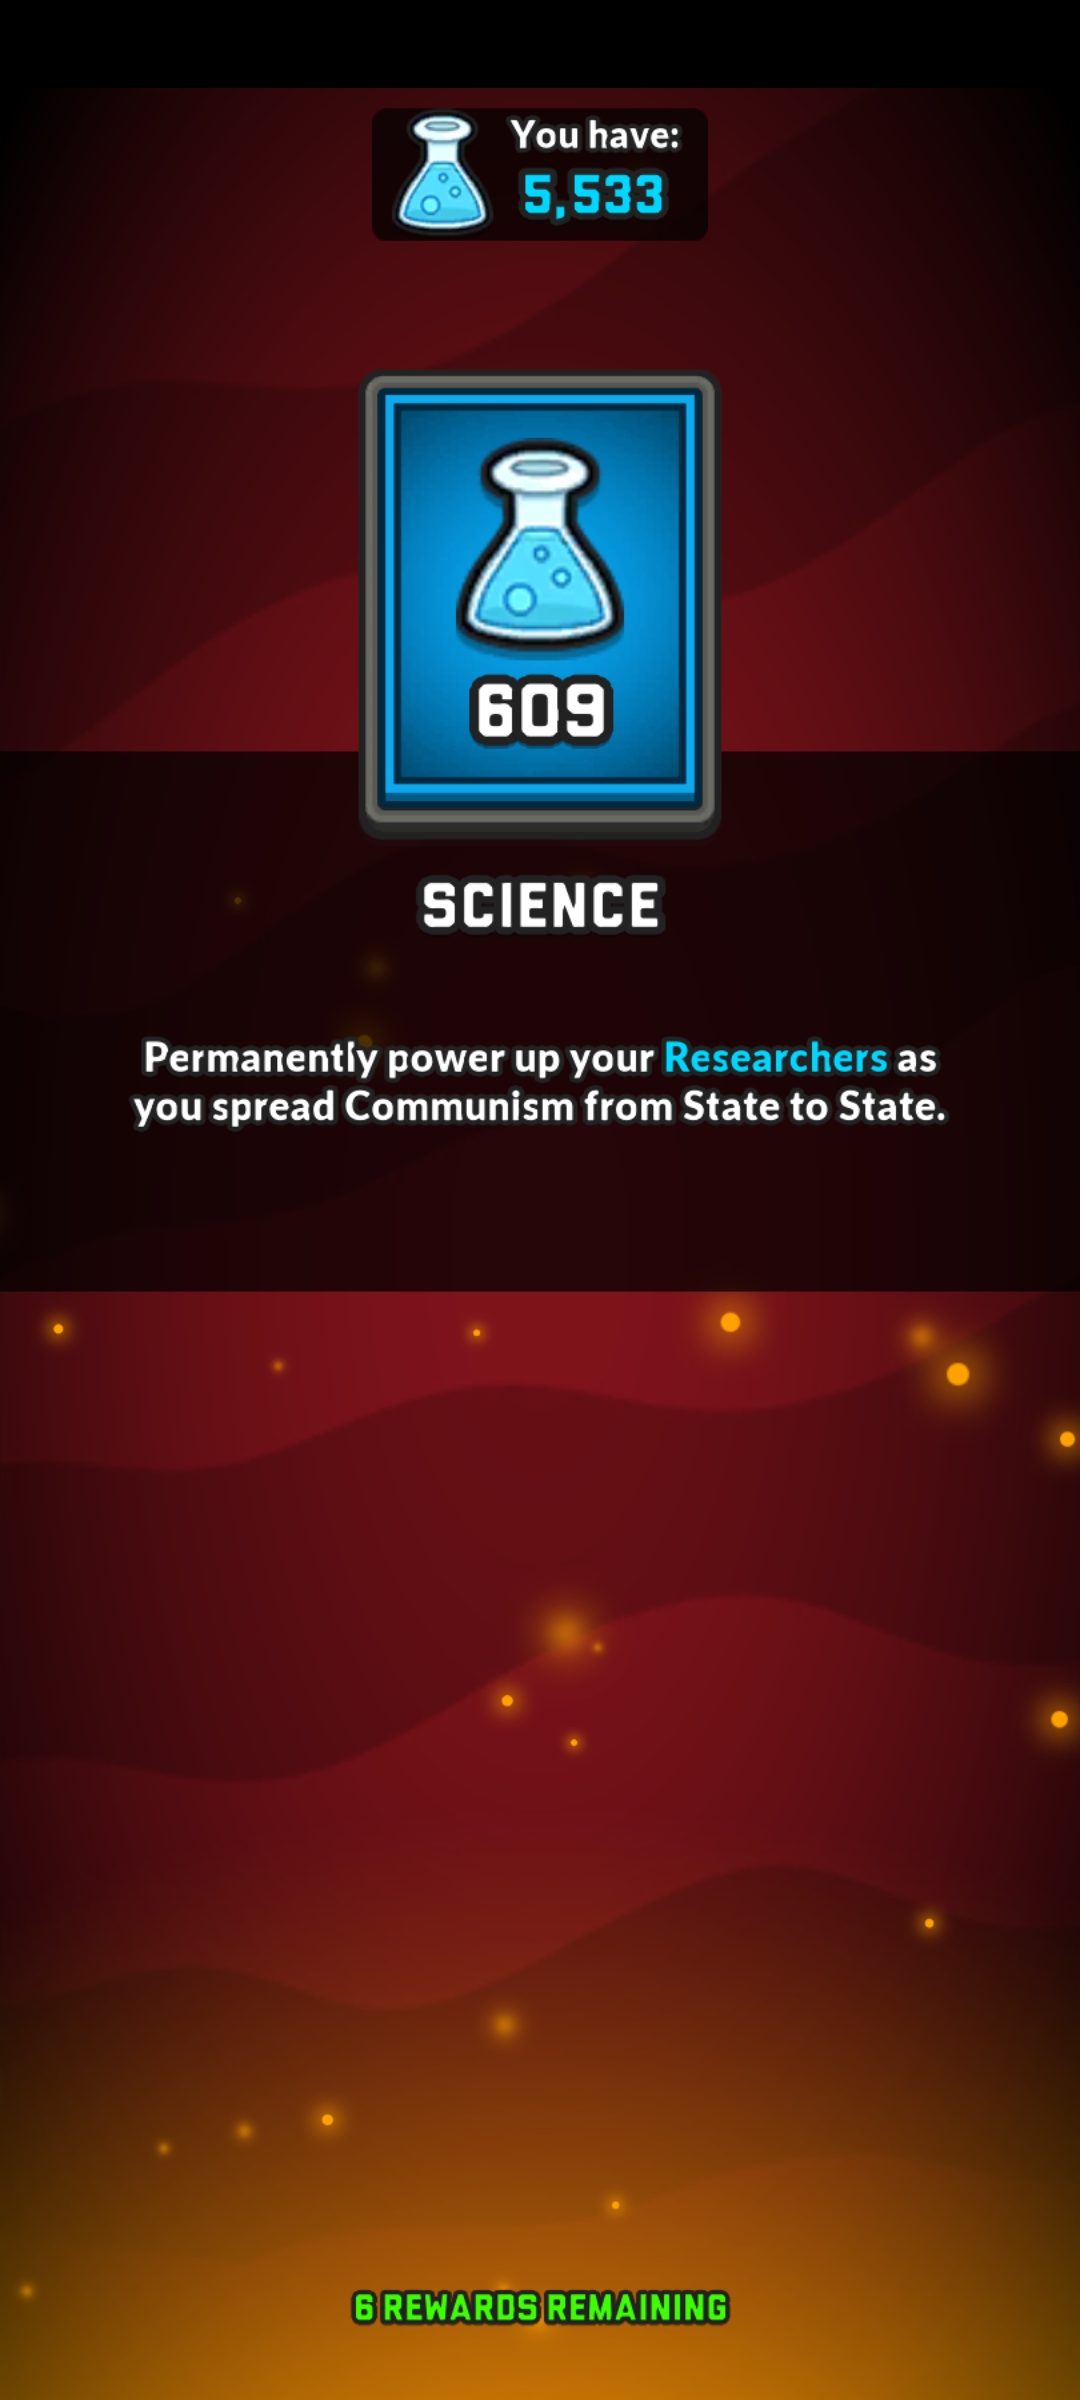 You have:
5,533
609
SCIENCE
Permanently power up your Researchers as
you spread Communism from State to State.
6 REWARDS REMAINING